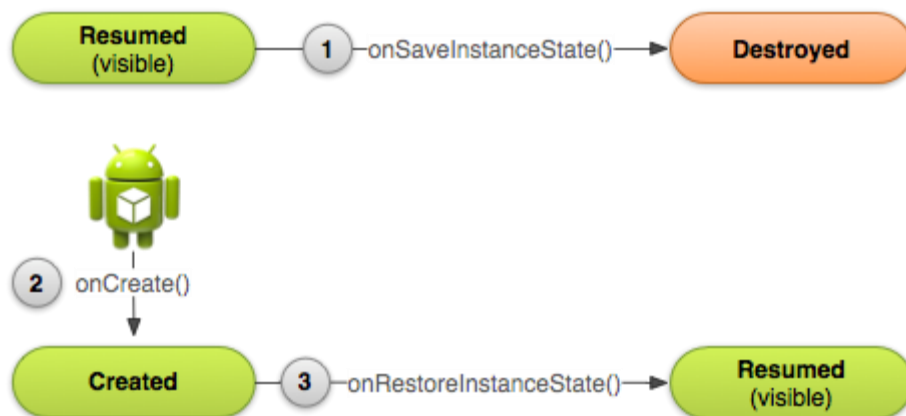 Resumed
(visible)
1
onSaveInstanceState()
Destroyed
2
onCreate()
Created
3
onRestoreInstanceState()
Resumed
(visible)